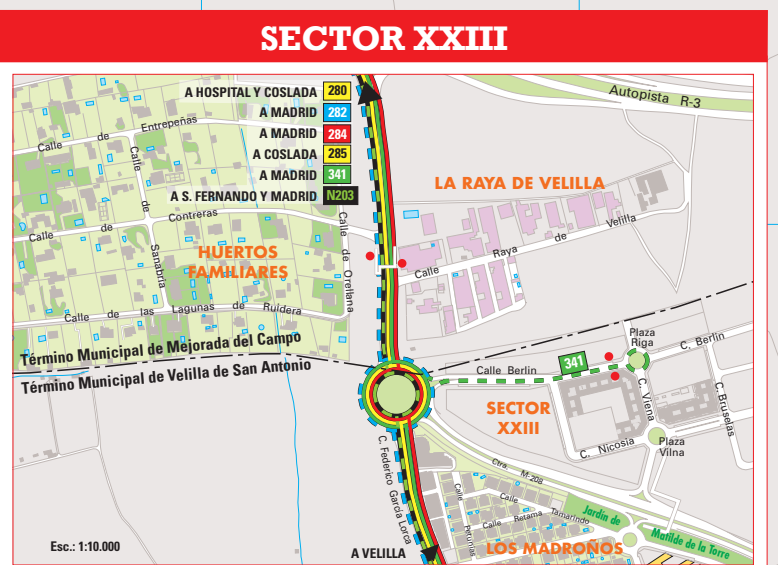 SECTOR XXIII
A HOSPITAL Y COSLADA 280
A MADRID 282
A MADRID 284
A COSLADA 285
A MADRID 341
A S. FERNANDO Y MADRID N203
Autopista R-3
Calle de Entrepeñas
Calle de Sanabria
Calle de Contreras
Calle de Orellana
HUERTOS
FAMILIARES
Calle de las Lagunas de Ruidera
LA RAYA DE VELILLA
Calle Raya de Velilla
Término Municipal de Mejorada del Campo
Término Municipal de Velilla de San Antonio
Plaza
Riga
C. Berlin
Calle Berlin
341
SECTOR
XXIII
C. Viena
C. Bruselas
C. Nicosia
Plaza
Vilna
C. Federico García Lorca
Ctra. M-208
Calle Petunias
Calle Tamarindo
Calle Retama
Jardín de
Matilde de la Torre
LOS MADROÑOS
Esc.: 1:10.000
A VELILLA